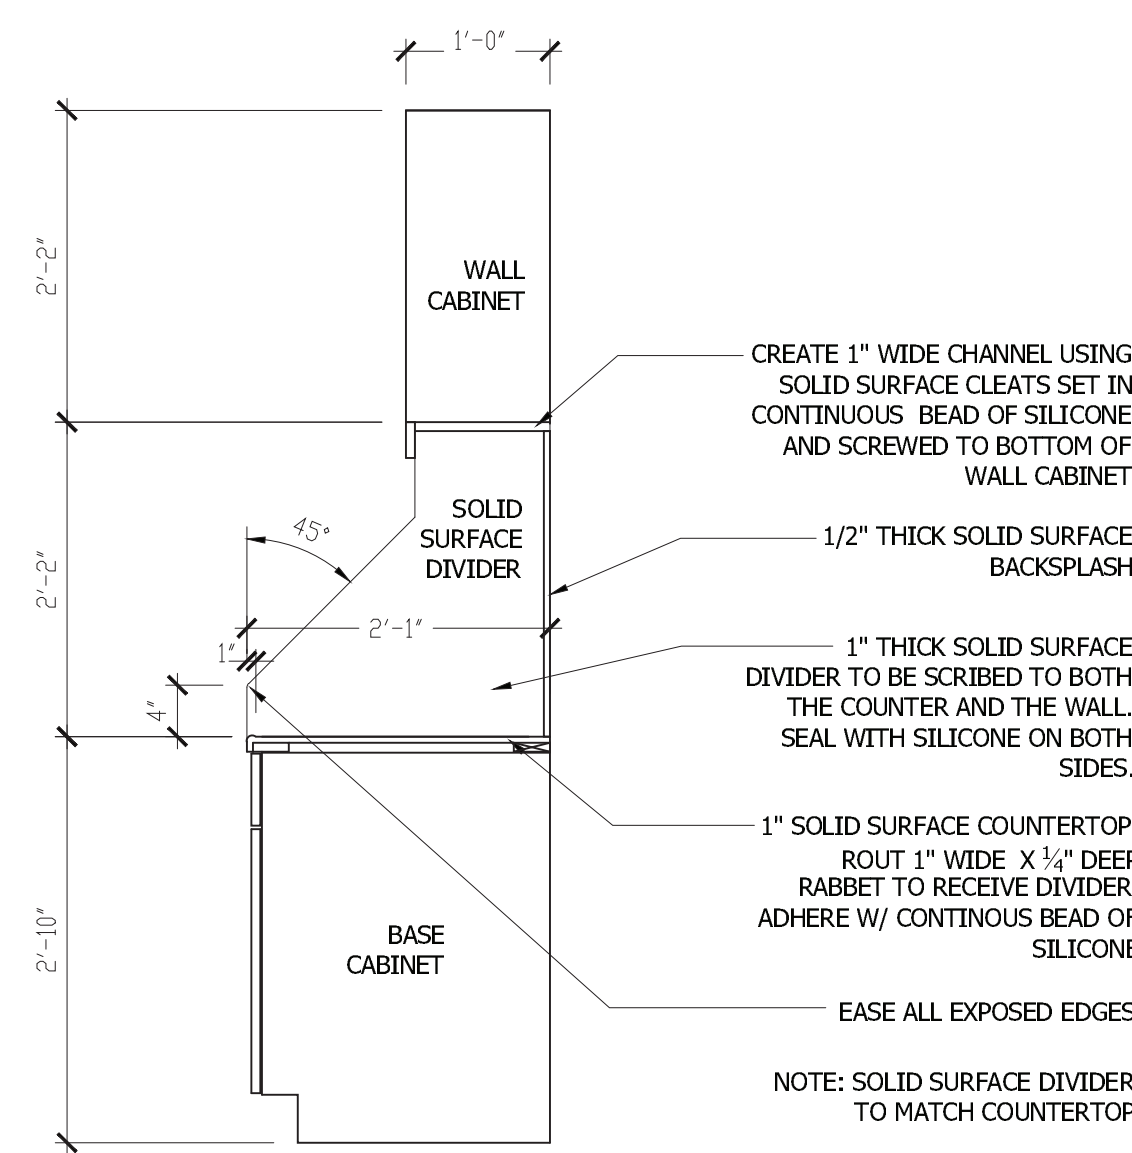 1'-0"
2'-2"
WALL
CABINET
CREATE 1" WIDE CHANNEL USING
SOLID SURFACE CLEATS SET IN
CONTINUOUS BEAD OF SILICONE
AND SCREWED TO BOTTOM OF
WALL CABINET
SOLID
SURFACE
DIVIDER
45°
1/2" THICK SOLID SURFACE
BACKSPLASH
2'-2"
2'-1"
1"
4"
1" THICK SOLID SURFACE
DIVIDER TO BE SCRIBED TO BOTH
THE COUNTER AND THE WALL.
SEAL WITH SILICONE ON BOTH
SIDES.
1" SOLID SURFACE COUNTERTOP
ROUT 1" WIDE X ¼" DEEP
RABBET TO RECEIVE DIVIDER
ADHERE W/ CONTINOUS BEAD OF
SILICONE
2'-10"
BASE
CABINET
EASE ALL EXPOSED EDGES
NOTE: SOLID SURFACE DIVIDER
TO MATCH COUNTERTOP